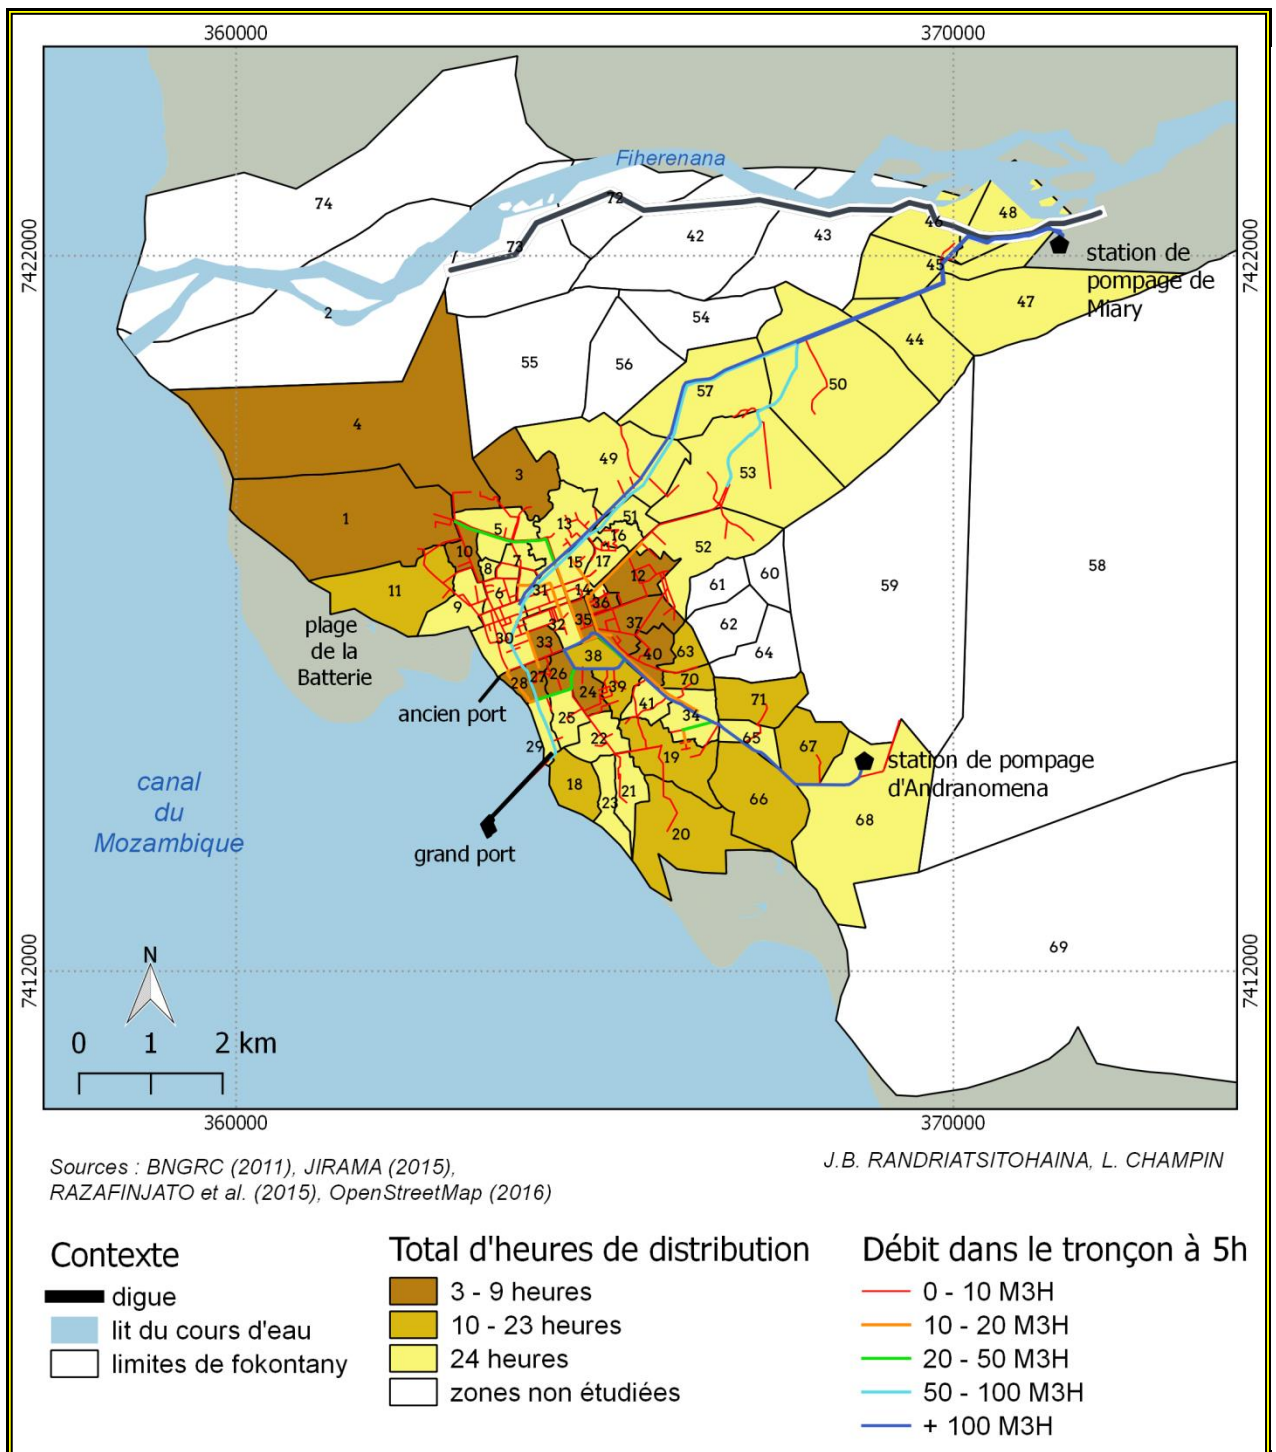 360000
370000
Fiherenana
74
72
48
46
42
43
73
7422000
7422000
45
station de
pompage de
Miary
47
2
54
44
55
56
57
50
4
49
3
53
58
1
51
5
13
16
52
10
7
15
17
59
8
12
60
61
11
31
14
6
36
9
35
37
62
plage
de la
Batterie
30
32
33
40
63
64
38
26
27
28
24
39
70
71
ancien port
41
25
34
22
65
29
67
19
station de pompage
d'Andranomena
canal
du
Mozambique
18
21
66
23
68
20
grand port
69
7412000
7412000
N
0 1 2 km
360000
370000
Sources : BNGRC (2011), JIRAMA (2015),
RAZAFINJATO et al. (2015), OpenStreetMap (2016)
J.B. RANDRIATSITOHAINA, L. CHAMPIN
Contexte
digue
lit du cours d'eau
limites de fokontany
Total d'heures de distribution
3 - 9 heures
10 - 23 heures
24 heures
zones non étudiées
Débit dans le tronçon à 5h
0 - 10 M3H
10 - 20 M3H
20 - 50 M3H
50 - 100 M3H
+ 100 M3H